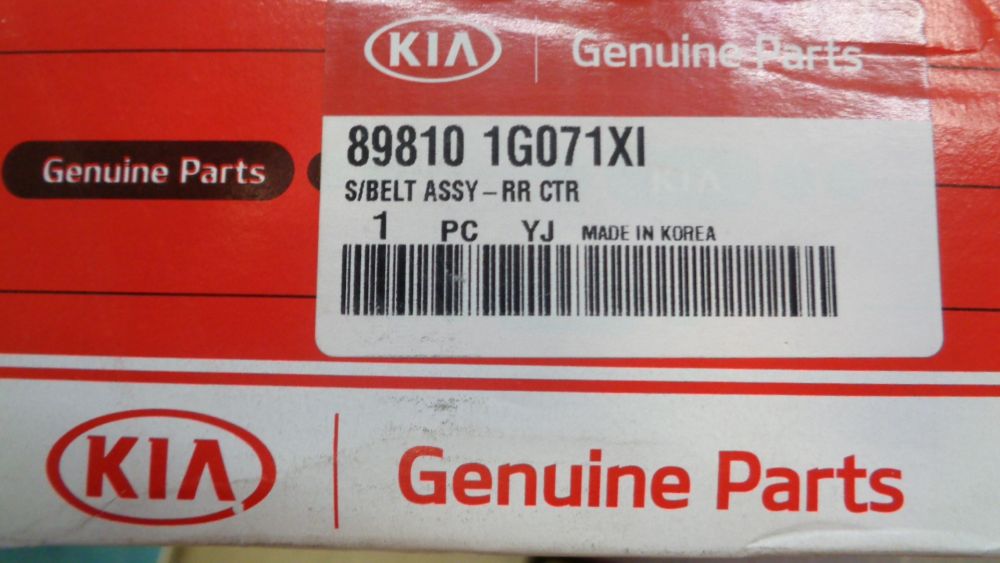 KIA Genuine Parts
Genuine Parts
89810 1G071XI
S/BELT ASSY-RR CTR
1 PC YJ MADE IN KOREA
KIA Genuine Parts